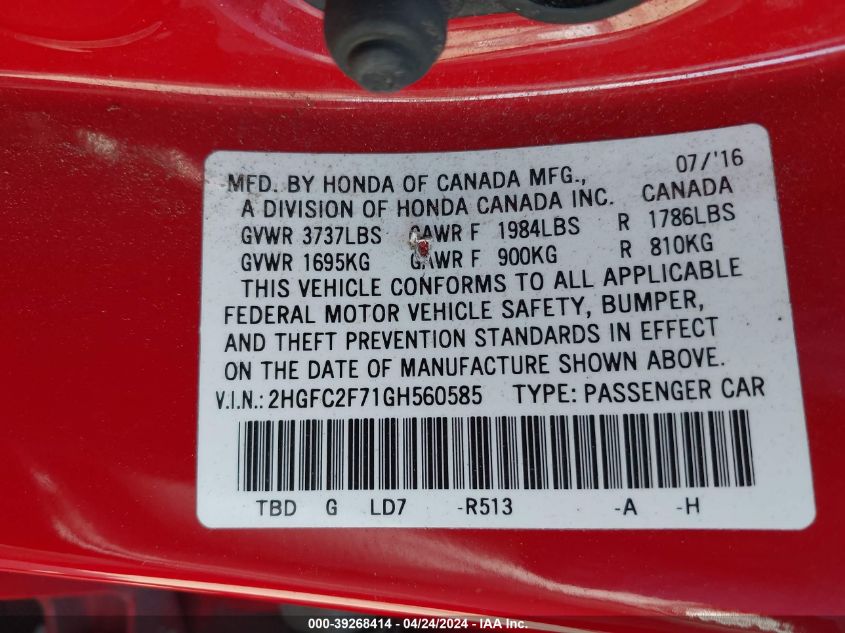 07/'16
MFD. BY HONDA OF CANADA MFG.,
A DIVISION OF HONDA CANADA INC. CANADA
GVWR 3737LBS GAWR F 1984LBS R 1786LBS
GVWR 1695KG GAWR F 900KG R 810KG
THIS VEHICLE CONFORMS TO ALL APPLICABLE
FEDERAL MOTOR VEHICLE SAFETY, BUMPER,
AND THEFT PREVENTION STANDARDS IN EFFECT
ON THE DATE OF MANUFACTURE SHOWN ABOVE.
V.I.N.: 2HGFC2F71GH560585 TYPE: PASSENGER CAR
TBD G LD7 -R513 -A -H
000-39268414 - 04/24/2024 - IAA, Inc.